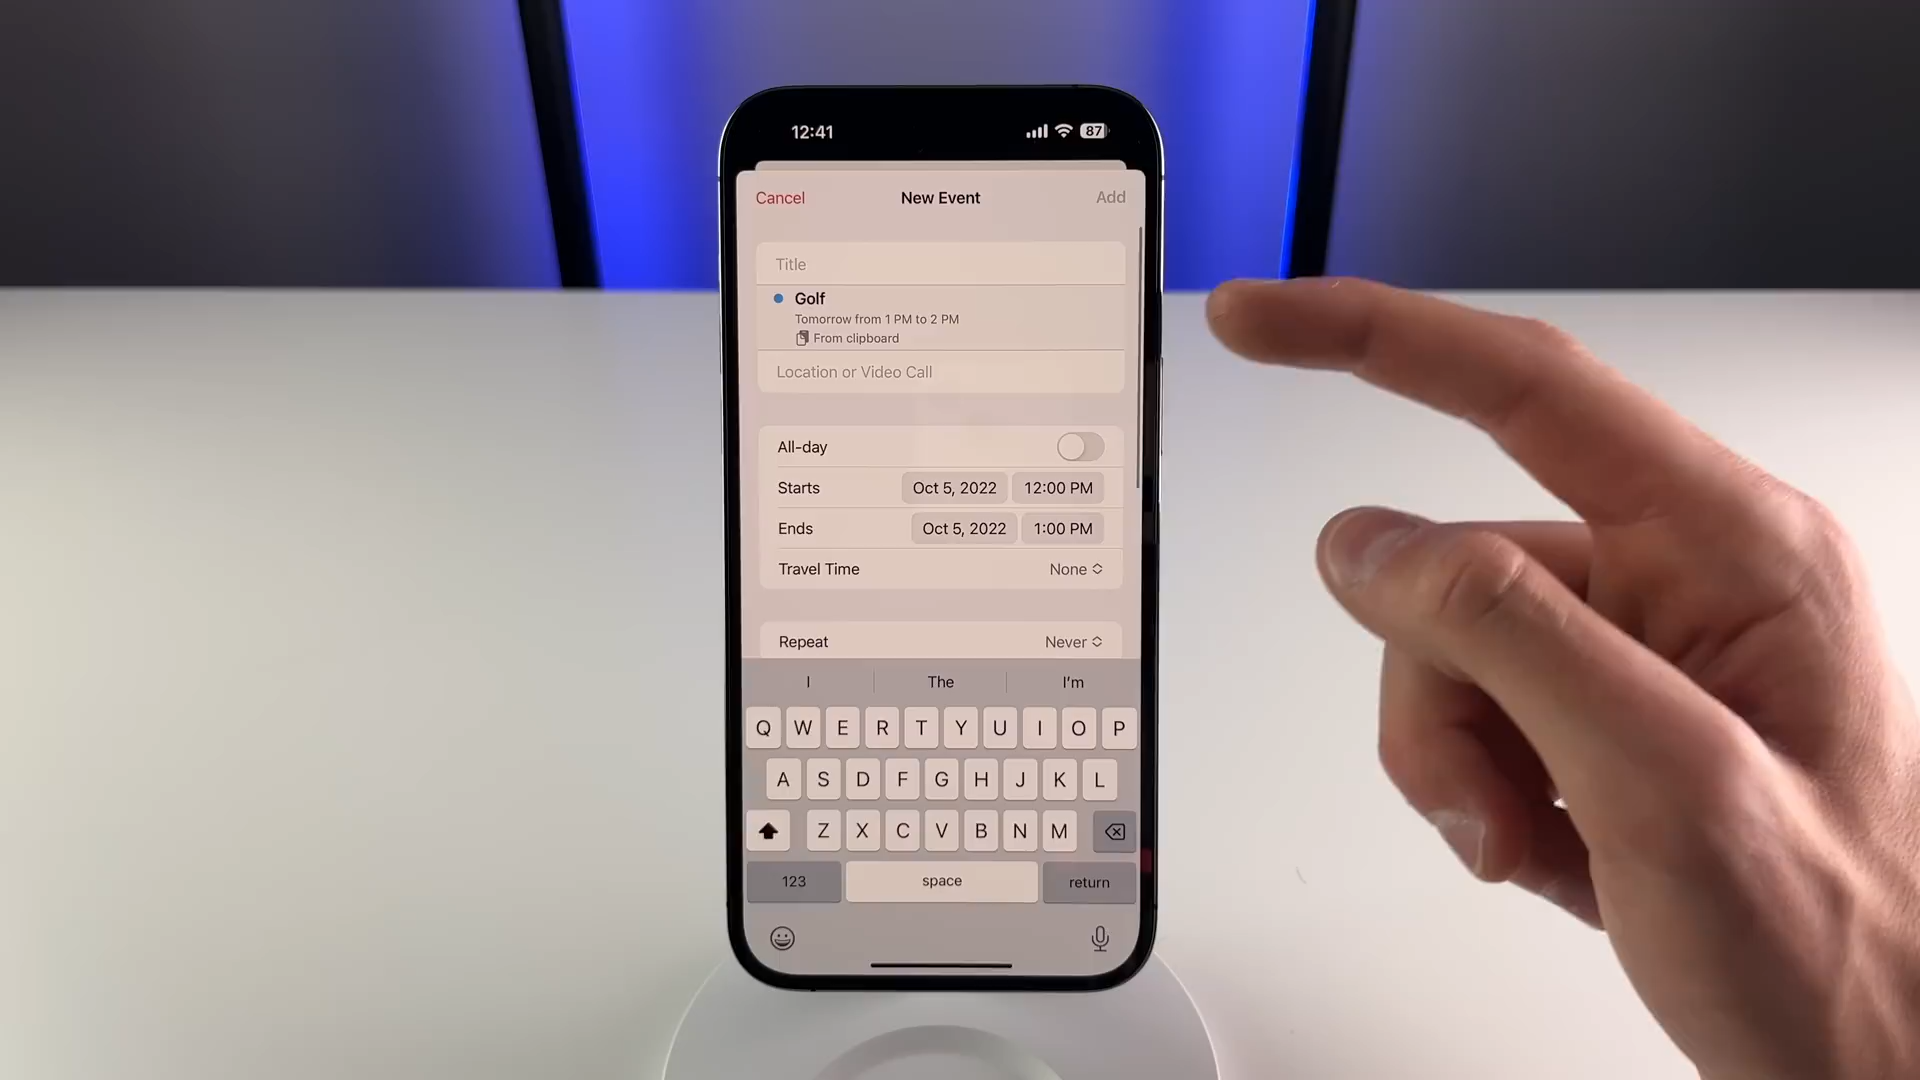 12:41
87
Cancel New Event Add
Title
Golf
Tomorrow from 1 PM to 2 PM
From clipboard
Location or Video Call
All-day
Starts Oct 5, 2022 12:00 PM
Ends Oct 5, 2022 1:00 PM
Travel Time None
Repeat Never
I The I'm
Q W E R T Y U I O P
A S D F G H J K L
Z X C V B N M
123 space return